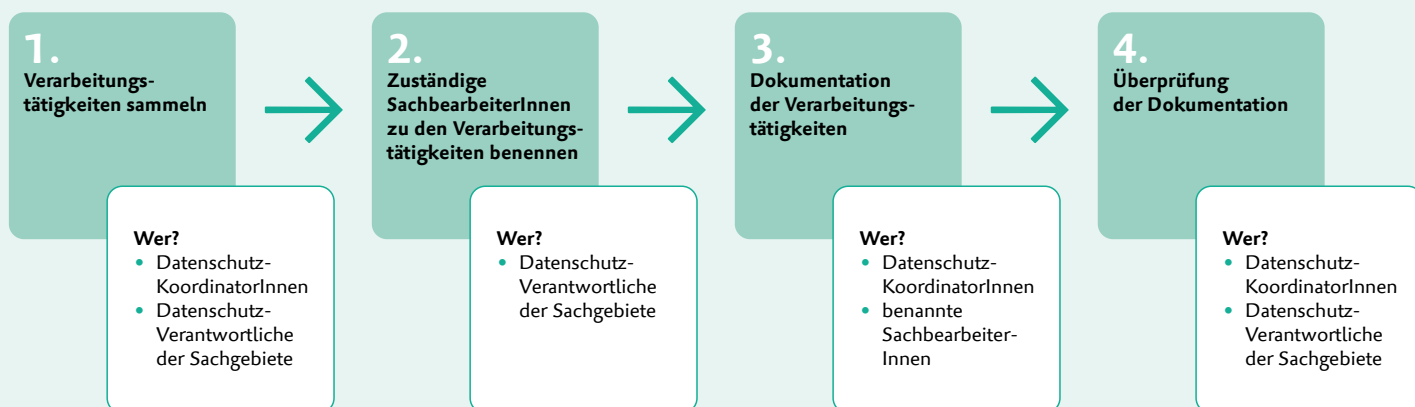 1.
Verarbeitungs-
tätigkeiten sammeln
Wer?
• Datenschutz-
KoordinatorInnen
• Datenschutz-
Verantwortliche
der Sachgebiete
2.
Zuständige
SachbearbeiterInnen
zu den Verarbeitungs-
tätigkeiten benennen
Wer?
• Datenschutz-
Verantwortliche
der Sachgebiete
3.
Dokumentation
der Verarbeitungs-
tätigkeiten
Wer?
• Datenschutz-
KoordinatorInnen
• benannte
Sachbearbeiter-
Innen
4.
Überprüfung
der Dokumentation
Wer?
• Datenschutz-
KoordinatorInnen
• Datenschutz-
Verantwortliche
der Sachgebiete